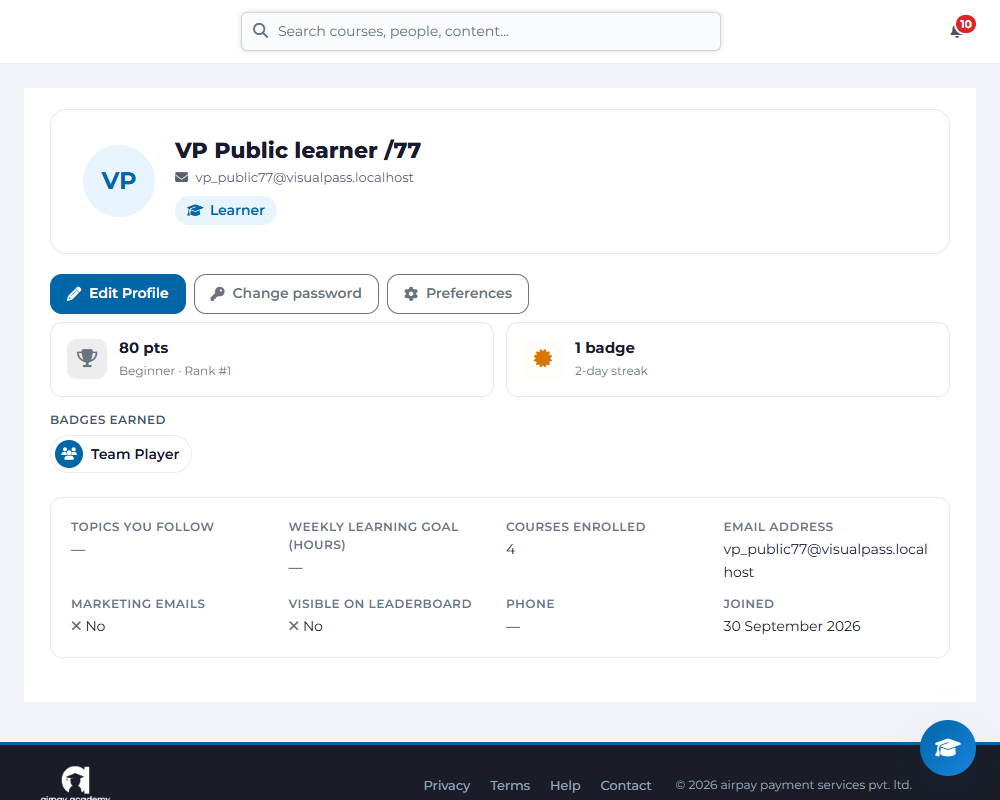 Search courses, people, content...
10
VP
VP Public learner /77
vp_public77@visualpass.localhost
Learner
Edit Profile
Change password
Preferences
80 pts
Beginner · Rank #1
1 badge
2-day streak
BADGES EARNED
Team Player
TOPICS YOU FOLLOW
—
WEEKLY LEARNING GOAL
(HOURS)
—
COURSES ENROLLED
4
EMAIL ADDRESS
vp_public77@visualpass.local
host
MARKETING EMAILS
✕ No
VISIBLE ON LEADERBOARD
✕ No
PHONE
—
JOINED
30 September 2026
airpay academy
Privacy
Terms
Help
Contact
© 2026 airpay payment services pvt. ltd.